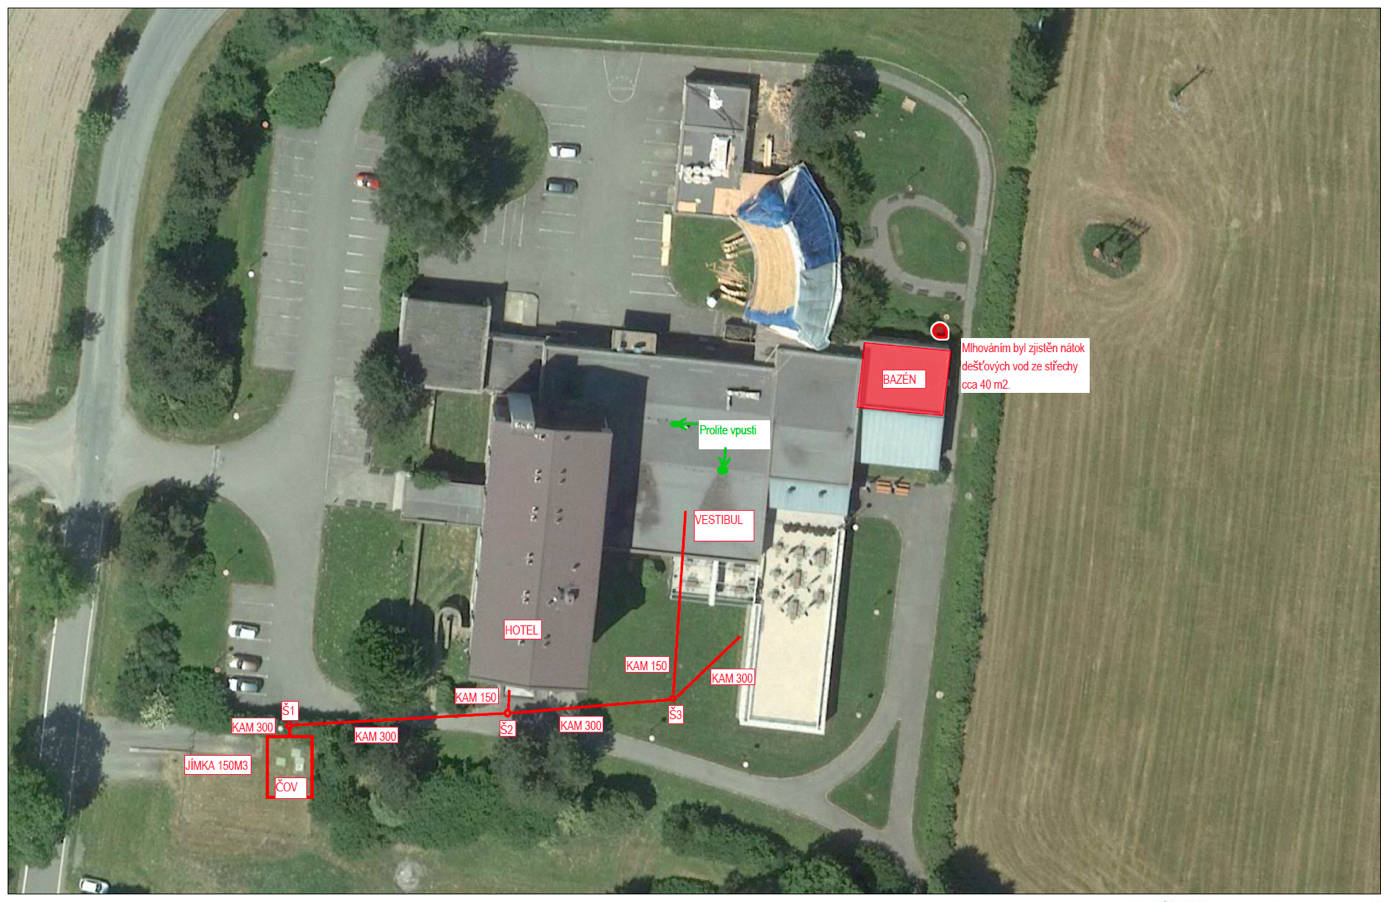 Mlhováním byl zjištěn nátok
dešťových vod ze střechy
cca 40 m2.
BAZÉN
Prolite vpusti
VESTIBUL
HOTEL
KAM 150
KAM 300
KAM 150
Š1
Š3
KAM 300
Š2
KAM 300
KAM 300
JÍMKA 150M3
ČOV